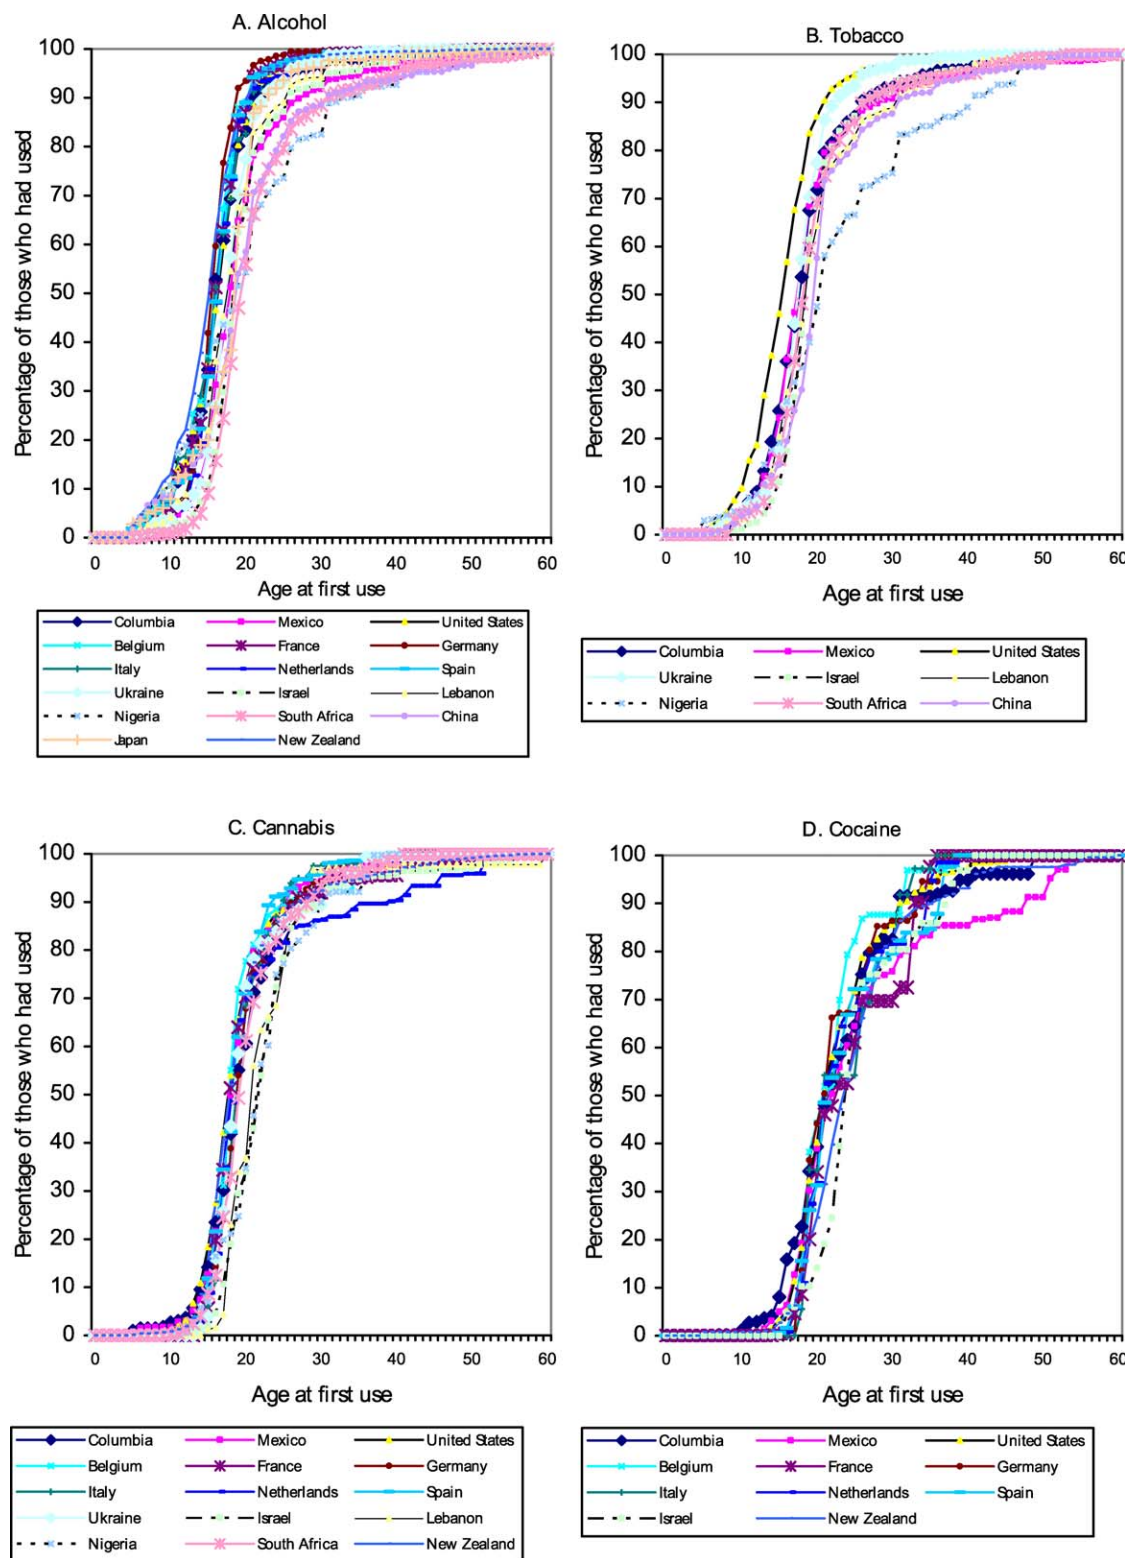 A. Alcohol
Percentage of those who had used
100
90
80
70
60
50
40
30
20
10
0
0 10 20 30 40 50 60
Age at first use
Columbia Mexico United States
Belgium France Germany
Italy Netherlands Spain
Ukraine Israel Lebanon
Nigeria South Africa China
Japan New Zealand
B. Tobacco
Percentage of those who had used
100
90
80
70
60
50
40
30
20
10
0
0 10 20 30 40 50 60
Age at first use
Columbia Mexico United States
Ukraine Israel Lebanon
Nigeria South Africa China
C. Cannabis
Percentage of those who had used
100
90
80
70
60
50
40
30
20
10
0
0 10 20 30 40 50 60
Age at first use
Columbia Mexico United States
Belgium France Germany
Italy Netherlands Spain
Ukraine Israel Lebanon
Nigeria South Africa New Zealand
D. Cocaine
Percentage of those who had used
100
90
80
70
60
50
40
30
20
10
0
0 10 20 30 40 50 60
Age at first use
Columbia Mexico United States
Belgium France Germany
Italy Netherlands Spain
Israel New Zealand